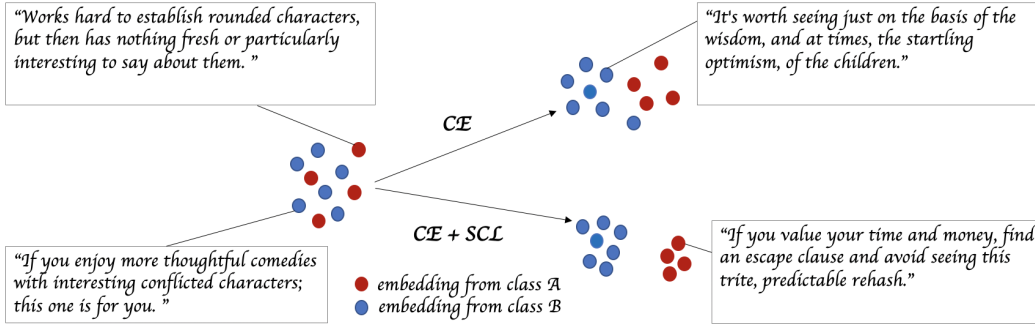 "Works hard to establish rounded characters,
but then has nothing fresh or particularly
interesting to say about them. "
"It's worth seeing just on the basis of the
wisdom, and at times, the startling
optimism, of the children."
CE
CE + SCL
"If you enjoy more thoughtful comedies
with interesting conflicted characters;
this one is for you. "
"If you value your time and money, find
an escape clause and avoid seeing this
trite, predictable rehash."
embedding from class A
embedding from class B